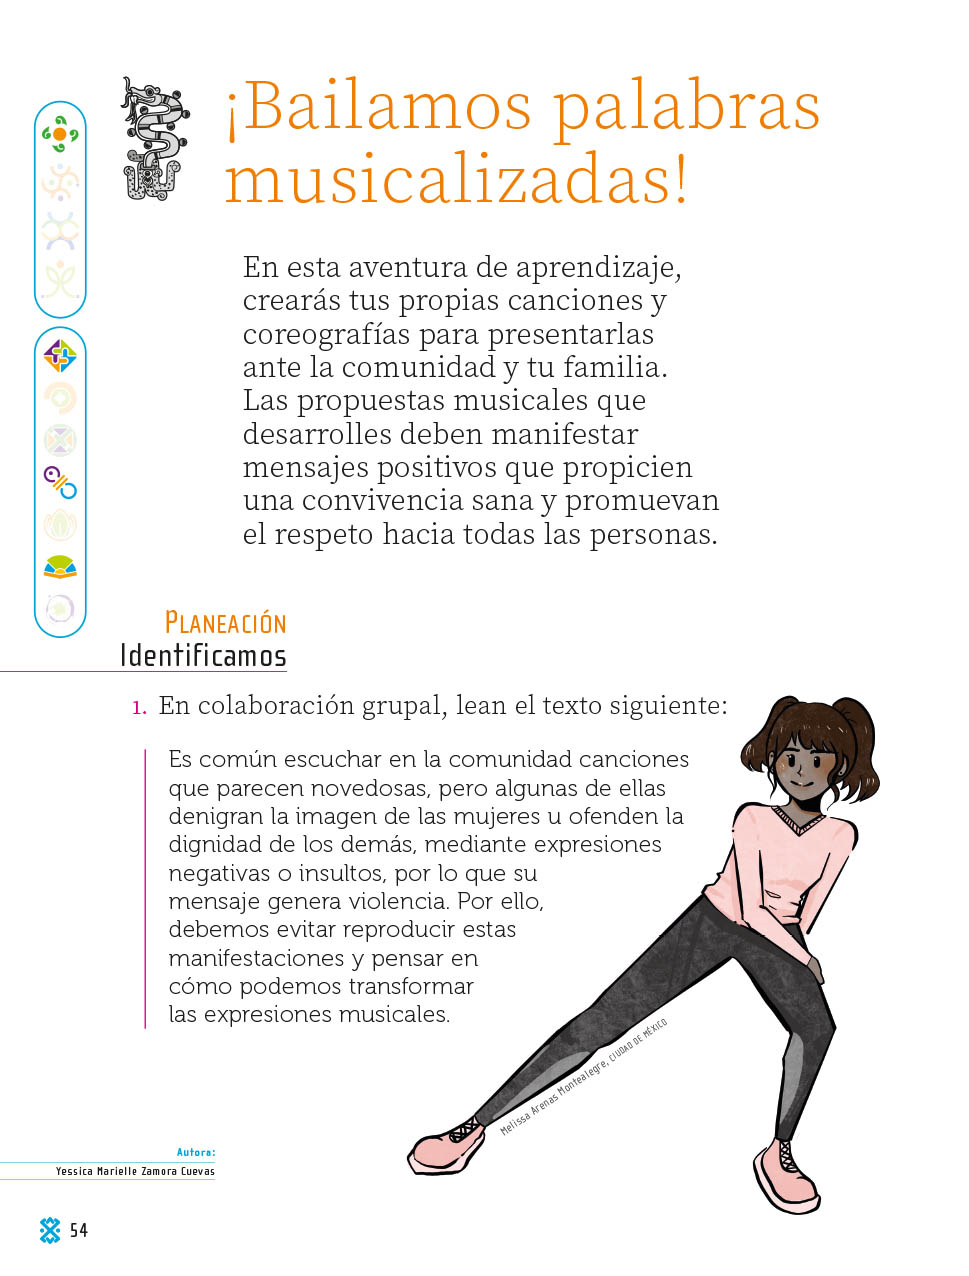 ¡Bailamos palabras
musicalizadas!
En esta aventura de aprendizaje,
crearás tus propias canciones y
coreografías para presentarlas
ante la comunidad y tu familia.
Las propuestas musicales que
desarrolles deben manifestar
mensajes positivos que propicien
una convivencia sana y promuevan
el respeto hacia todas las personas.
Planeación
Identificamos
1. En colaboración grupal, lean el texto siguiente:
Es común escuchar en la comunidad canciones
que parecen novedosas, pero algunas de ellas
denigran la imagen de las mujeres u ofenden la
dignidad de los demás, mediante expresiones
negativas o insultos, por lo que su
mensaje genera violencia. Por ello,
debemos evitar reproducir estas
manifestaciones y pensar en
cómo podemos transformar
las expresiones musicales.
Melissa Arenas Montealegre, CIUDAD DE MÉXICO
Autora:
Yessica Marielle Zamora Cuevas
54